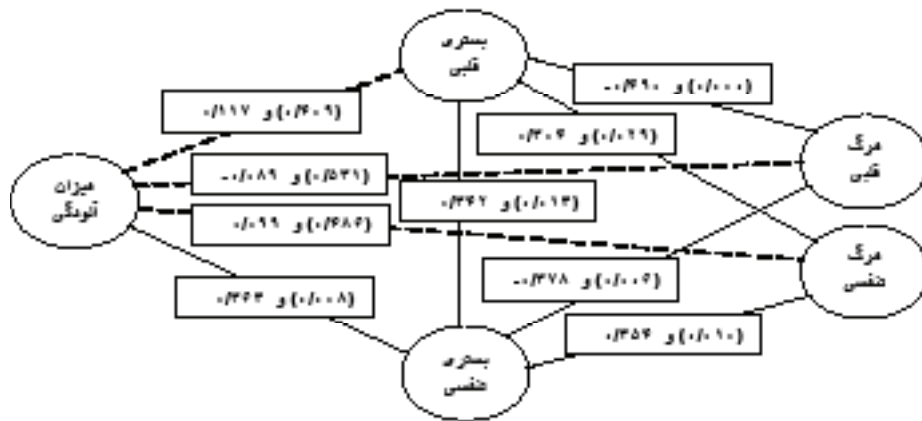 بستری
قلبی
۰/۱۱۷ و (۰/۴۰۹)
-۰/۴۹۰ و (۰/۰۰۰)
۰/۳۰۴ و (۰/۰۲۹)
میزان
آلودگی
-۰/۰۸۹ و (۰/۵۳۱)
۰/۳۴۲ و (۰/۰۱۳)
مرگ
قلبی
۰/۰۹۹ و (۰/۴۸۶)
مرگ
تنفسی
۰/۳۶۳ و (۰/۰۰۸)
-۰/۳۷۸ و (۰/۰۰۶)
۰/۳۵۴ و (۰/۰۱۰)
بستری
تنفسی